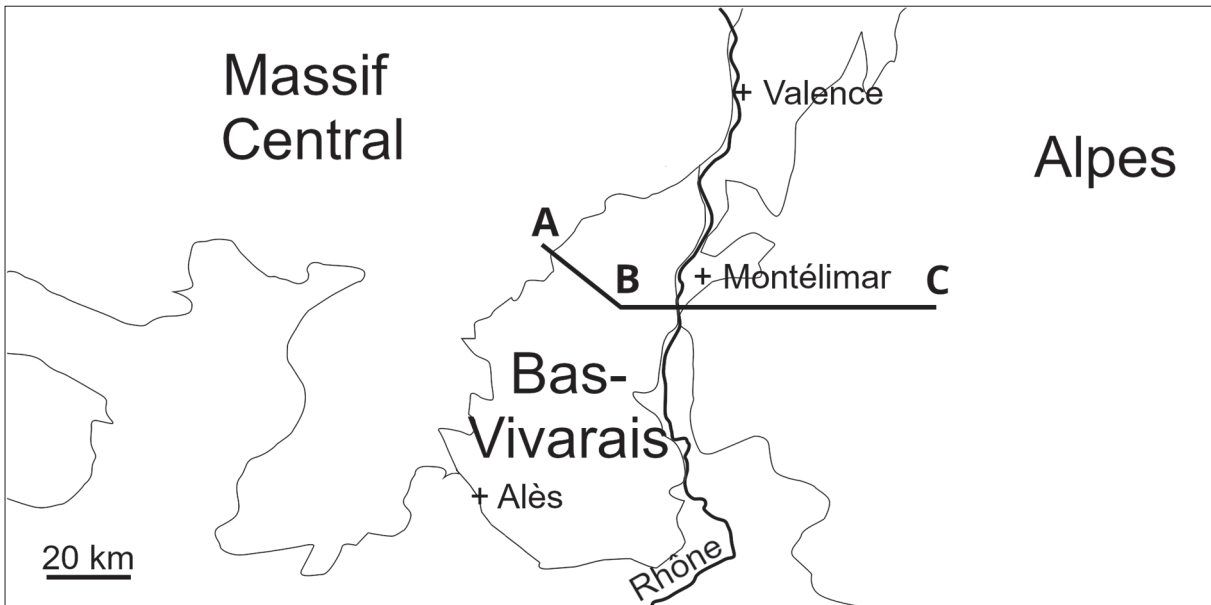 Massif
Central
+ Valence
Alpes
A
B
+ Montélimar
C
Bas-
Vivarais
+ Alès
20 km
Rhône